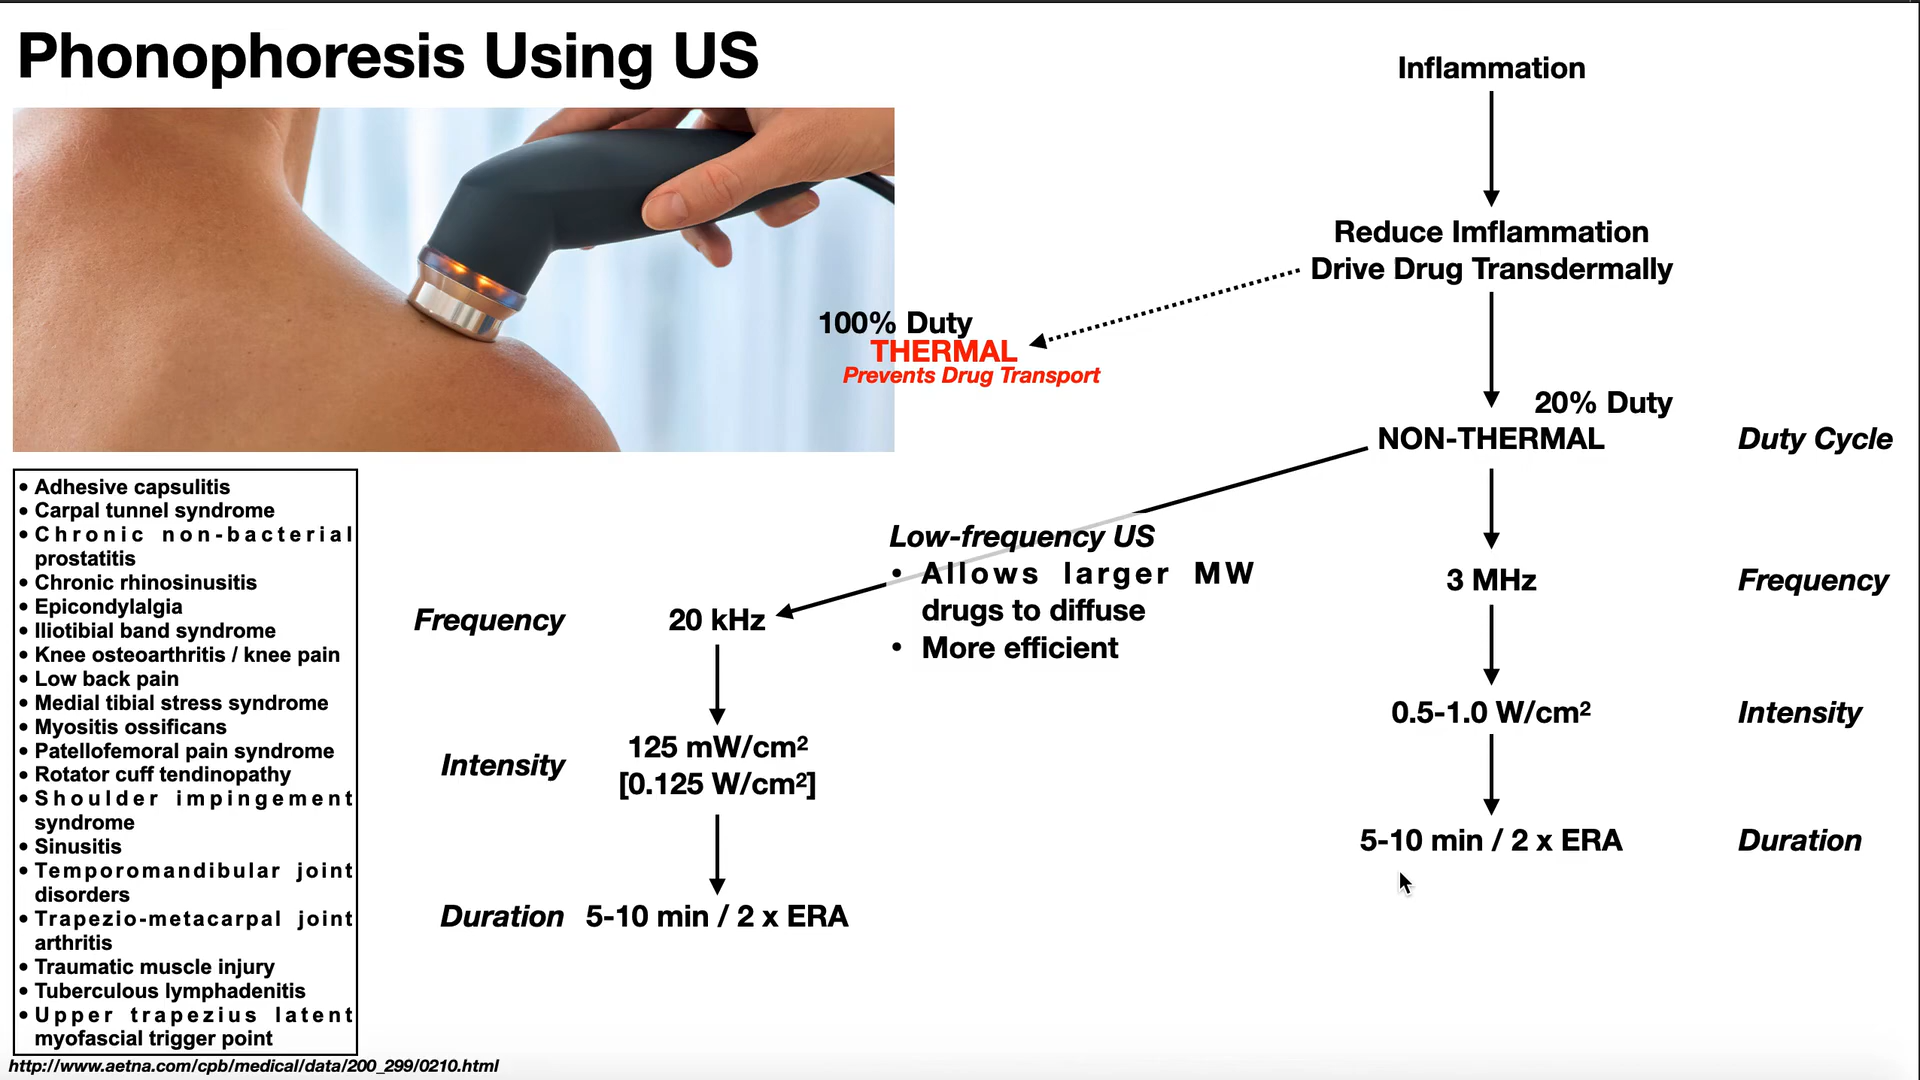 Phonophoresis Using US
Inflammation
Reduce Imflammation
Drive Drug Transdermally
100% Duty
THERMAL
Prevents Drug Transport
20% Duty
NON-THERMAL
Duty Cycle
Low-frequency US
• Allows larger MW
drugs to diffuse
• More efficient
3 MHz
Frequency
0.5-1.0 W/cm²
Intensity
5-10 min / 2 x ERA
Duration
Frequency
20 kHz
Intensity
125 mW/cm²
[0.125 W/cm²]
Duration
5-10 min / 2 x ERA
• Adhesive capsulitis
• Carpal tunnel syndrome
• Chronic non-bacterial
prostatitis
• Chronic rhinosinusitis
• Epicondylalgia
• Iliotibial band syndrome
• Knee osteoarthritis / knee pain
• Low back pain
• Medial tibial stress syndrome
• Myositis ossificans
• Patellofemoral pain syndrome
• Rotator cuff tendinopathy
• Shoulder impingement
syndrome
• Sinusitis
• Temporomandibular joint
disorders
• Trapezio-metacarpal joint
arthritis
• Traumatic muscle injury
• Tuberculous lymphadenitis
• Upper trapezius latent
myofascial trigger point
http://www.aetna.com/cpb/medical/data/200_299/0210.html